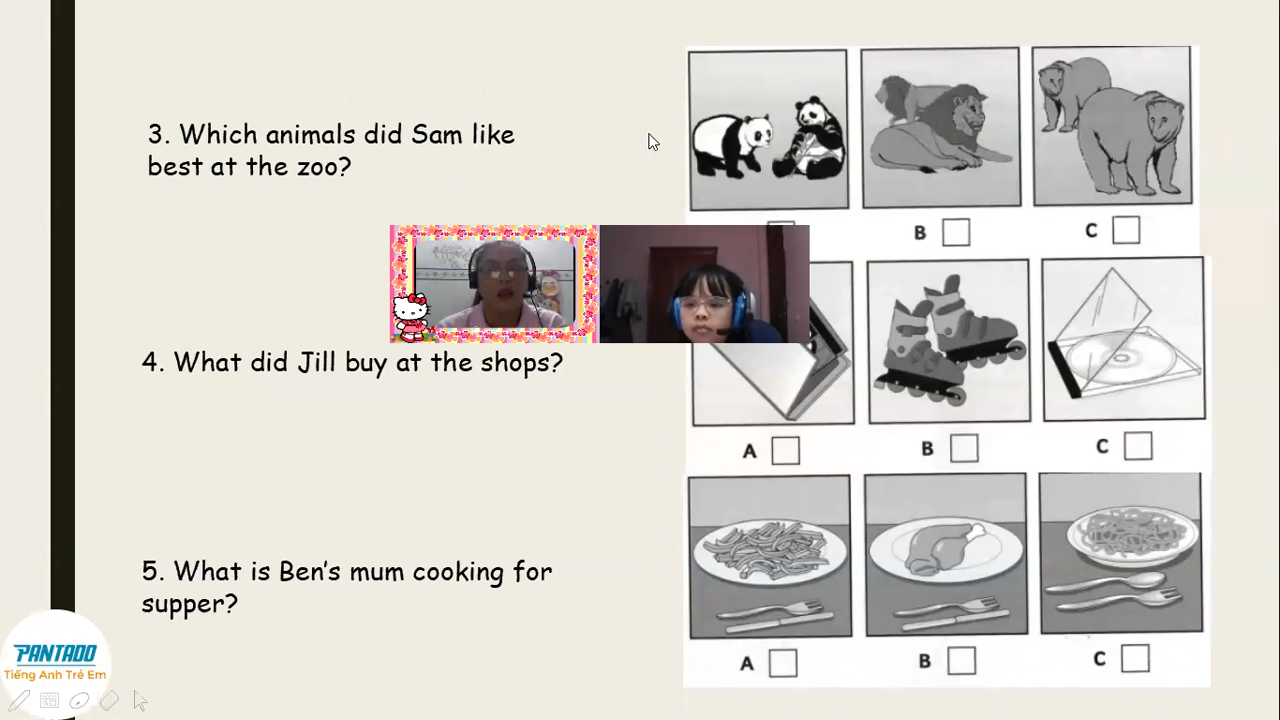 3. Which animals did Sam like
best at the zoo?
B
C
4. What did Jill buy at the shops?
A
B
C
5. What is Ben's mum cooking for
supper?
A
B
C
PANTADO
Tiếng Anh Trẻ Em